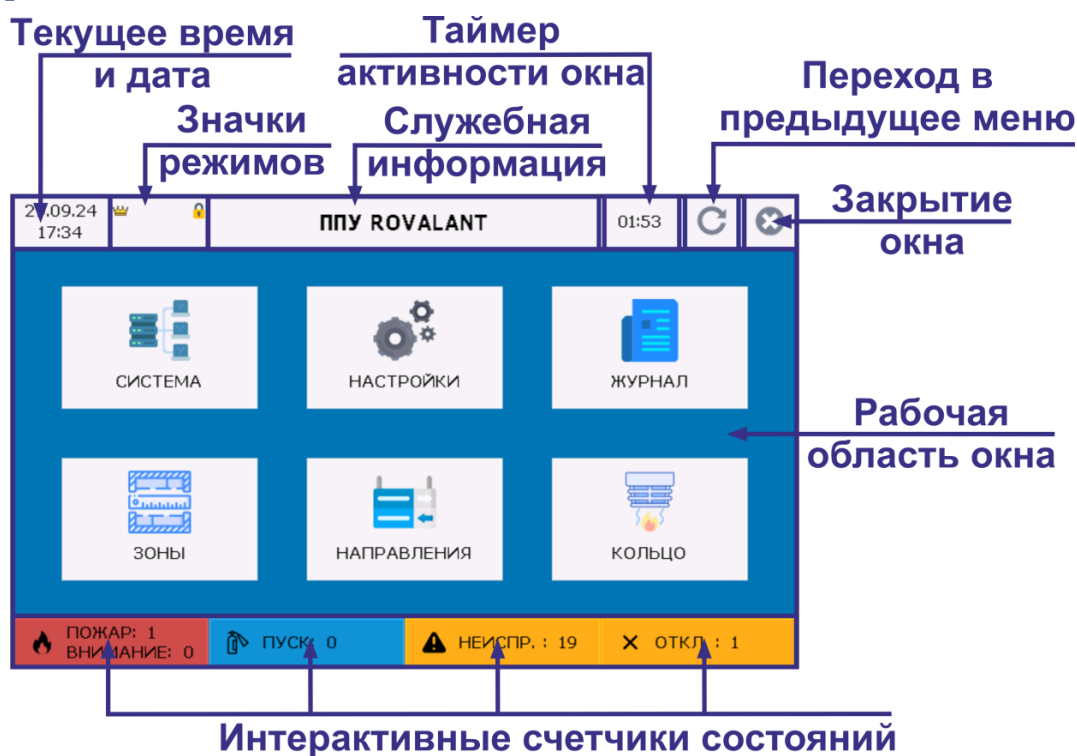 Текущее время
и дата
Таймер
активности окна
Переход в
предыдущее меню
Значки
режимов
Служебная
информация
Закрытие
окна
.09.24
17:34
ППУ ROVALANT
01:53
СИСТЕМА
НАСТРОЙКИ
ЖУРНАЛ
Рабочая
область окна
ЗОНЫ
НАПРАВЛЕНИЯ
КОЛЬЦО
ПОЖАР: 1
ВНИМАНИЕ: 0
ПУСК: 0
НЕИСПР. : 19
ОТКЛ. : 1
Интерактивные счетчики состояний